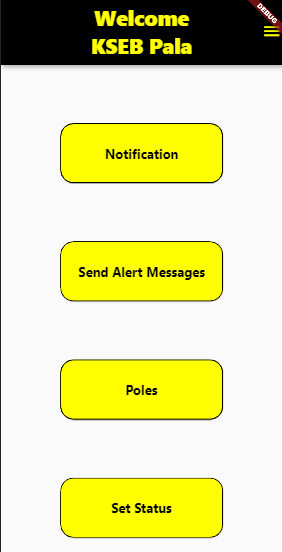 Welcome
KSEB Pala
DEBUG
Notification
Send Alert Messages
Poles
Set Status